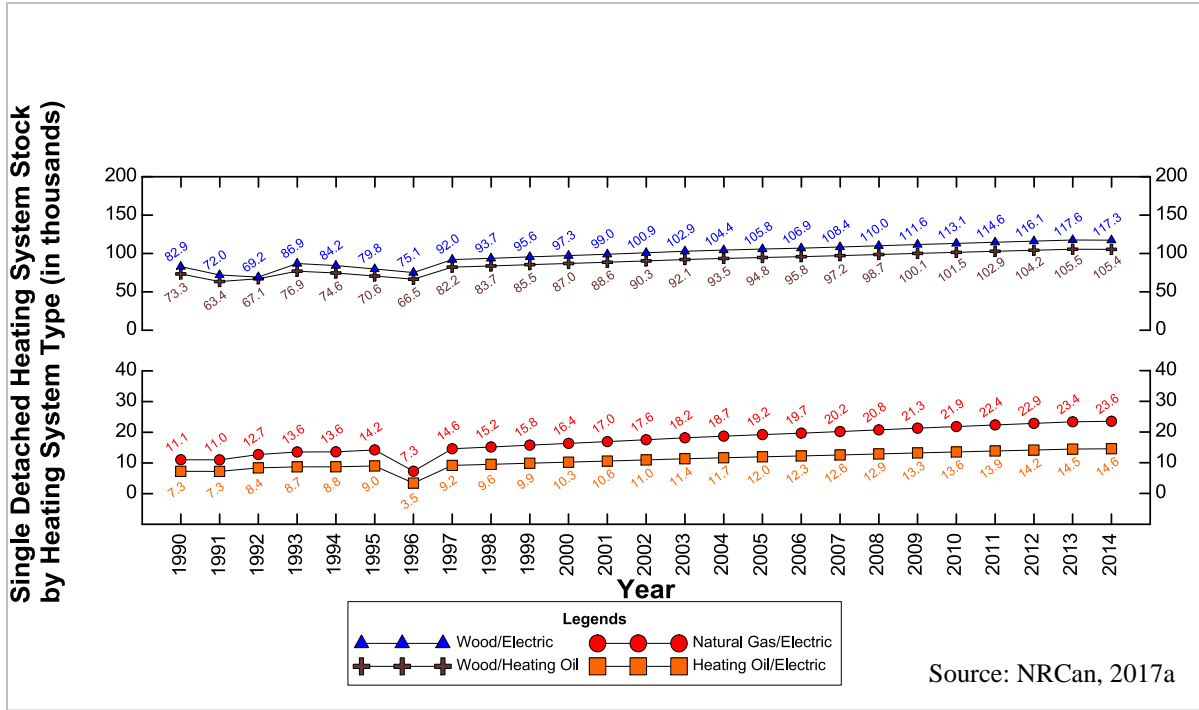 Single Detached Heating System Stock
by Heating System Type (in thousands)
200
150
100
50
0
200
150
100
50
0
82.9 72.0 69.2 86.9 84.2 79.8 75.1 92.0 93.7 95.6 97.3 99.0 100.9 102.9 104.4 105.8 106.9 108.4 110.0 111.6 113.1 114.6 116.1 117.6 117.3
73.3 63.4 67.1 76.9 74.6 70.6 66.5 82.2 83.7 85.5 87.0 88.6 90.3 92.1 93.5 94.8 95.8 97.2 98.7 100.1 101.5 102.9 104.2 105.5 105.4
40
30
20
10
0
40
30
20
10
0
11.1 11.0 12.7 13.6 13.6 14.2 7.3 14.6 15.2 15.8 16.4 17.0 17.6 18.2 18.7 19.2 19.7 20.2 20.8 21.3 21.9 22.4 22.9 23.4 23.6
7.3 7.3 8.4 8.7 8.8 9.0 3.5 9.2 9.6 9.9 10.3 10.6 11.0 11.4 11.7 12.0 12.3 12.6 12.9 13.3 13.6 13.9 14.2 14.5 14.6
1990 1991 1992 1993 1994 1995 1996 1997 1998 1999 2000 2001 2002 2003 2004 2005 2006 2007 2008 2009 2010 2011 2012 2013 2014
Year
Legends
Wood/Electric Natural Gas/Electric
Wood/Heating Oil Heating Oil/Electric
Source: NRCan, 2017a